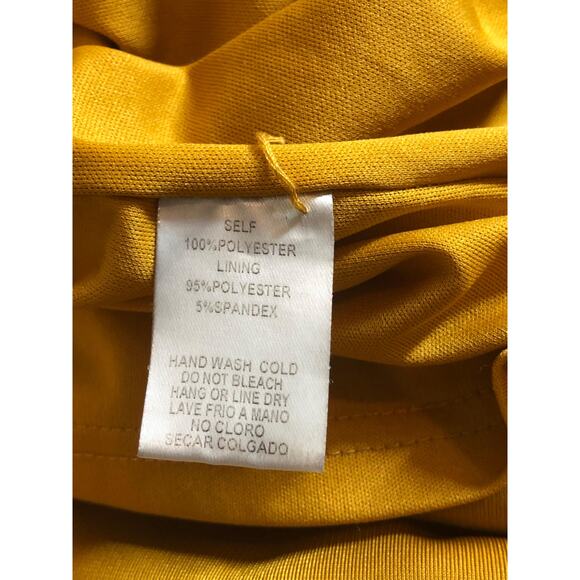 SELF
100%POLYESTER
LINING
95%POLYESTER
5%SPANDEX
HAND WASH COLD
DO NOT BLEACH
HANG OR LINE DRY
LAVE FRIO A MANO
NO CLORO
SECAR COLGADO